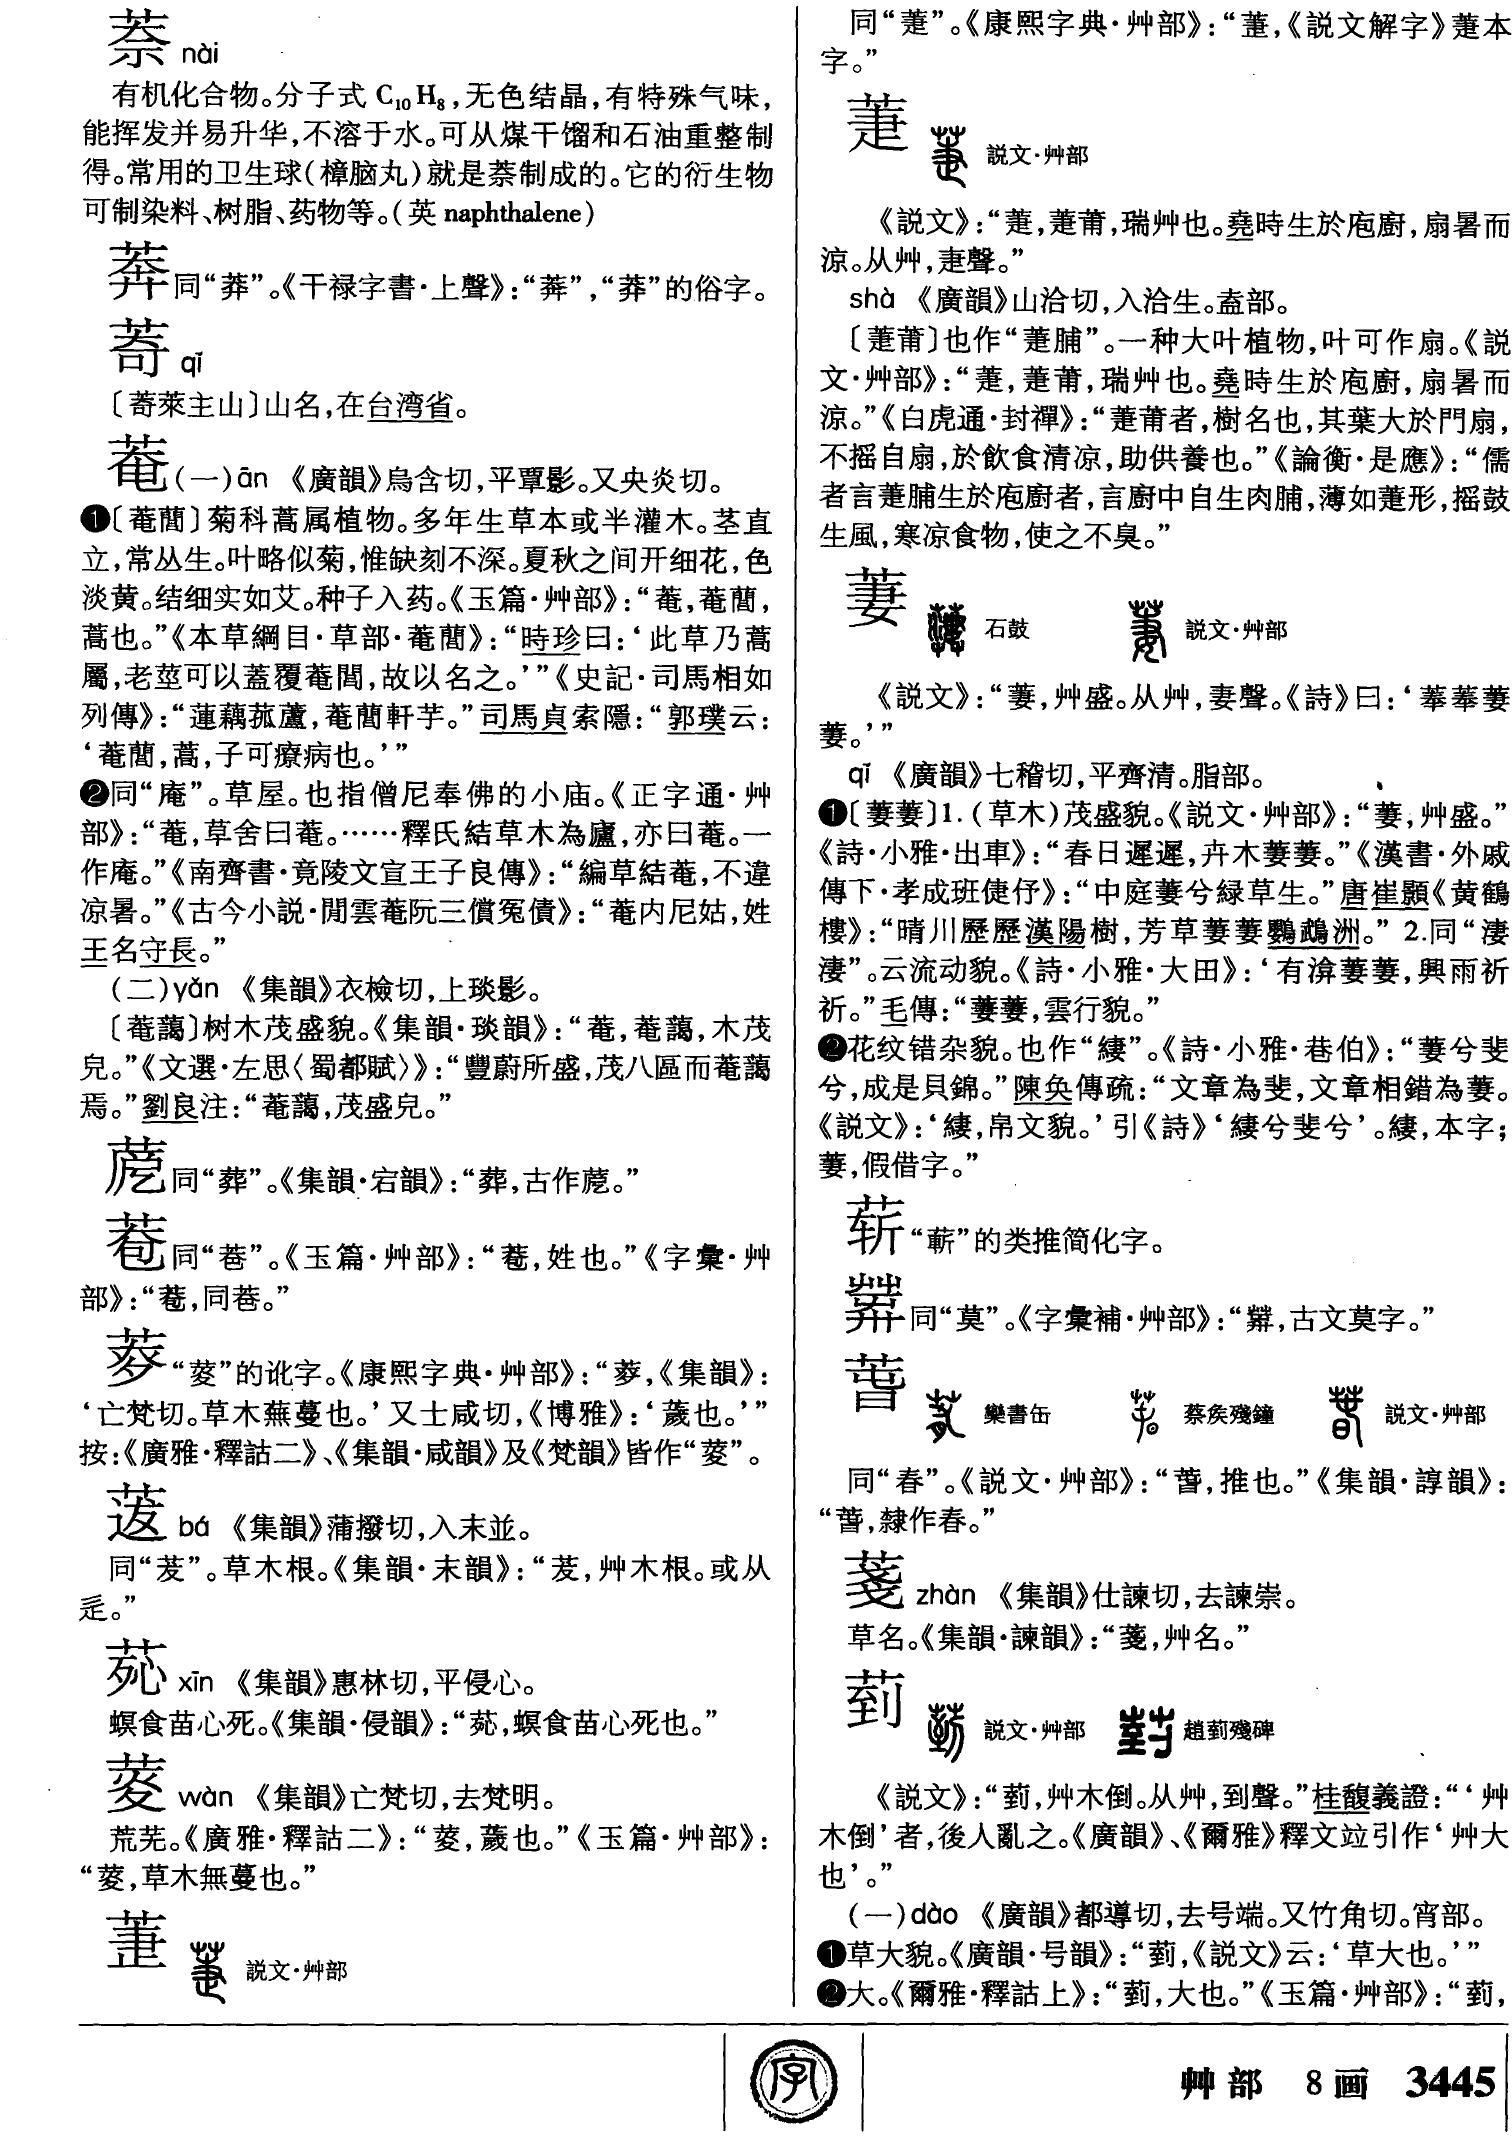 萘 nài
有机化合物。分子式 C₁₀H₈，无色结晶，有特殊气味，
能挥发并易升华，不溶于水。可从煤干馏和石油重整制
得。常用的卫生球（樟脑丸）就是萘制成的。它的衍生物
可制染料、树脂、药物等。（英 naphthalene）
同“莽”。《干禄字書·上聲》：“”，“莽”的俗字。
萕 qǐ
〔萕萊主山〕山名，在台湾省。
菴（一）ān 《廣韻》烏含切，平覃影。又央炎切。
❶〔菴䕡〕菊科蒿属植物。多年生草本或半灌木。茎直
立，常丛生。叶略似菊，惟缺刻不深。夏秋之间开细花，色
淡黄。结细实如艾。种子入药。《玉篇·艸部》：“菴，菴䕡，
蒿也。”《本草綱目·草部·菴䕡》：“時珍曰：‘此草乃蒿
屬，老莖可以蓋覆菴閭，故以名之。’”《史記·司馬相如
列傳》：“蓮藕菰蘆，菴䕡軒芋。”司馬貞索隱：“郭璞云：
‘菴䕡，蒿，子可療病也。’”
❷同“庵”。草屋。也指僧尼奉佛的小庙。《正字通·艸
部》：“菴，草舍曰菴。……釋氏結草木為廬，亦曰菴。一
作庵。”《南齊書·竟陵文宣王子良傳》：“編草結菴，不違
凉暑。”《古今小説·閒雲菴阮三償冤債》：“菴内尼姑，姓
王名守長。”
（二）yǎn 《集韻》衣檢切，上琰影。
〔菴藹〕树木茂盛貌。《集韻·琰韻》：“菴，菴藹，木茂
皃。”《文選·左思〈蜀都賦〉》：“豐蔚所盛，茂八區而菴藹
焉。”劉良注：“菴藹，茂盛皃。”
同“葬”。《集韻·宕韻》：“葬，古作。”
同“巷”。《玉篇·艸部》：“，姓也。”《字彙·艸
部》：“，同。”
“”的讹字。《康熙字典·艸部》：“，《集韻》：
‘亡梵切。草木蕪蔓也。’又士咸切，《博雅》：‘薉也。’”
按：《廣雅·釋詁二》、《集韻·咸韻》及《梵韻》皆作“”。
bá 《集韻》蒲撥切，入末並。
同“茇”。草木根。《集韻·末韻》：“茇，艸木根。或从
辵。”
xīn 《集韻》惠林切，平侵心。
螟食苗心死。《集韻·侵韻》：“，螟食苗心死也。”
wàn 《集韻》亡梵切，去梵明。
荒芜。《廣雅·釋詁二》：“，薉也。”《玉篇·艸部》：
“，草木無蔓也。”
説文·艸部
同“萐”。《康熙字典·艸部》：“，《説文解字》萐本
字。”
萐 説文·艸部
《説文》：“萐，萐莆，瑞艸也。堯時生於庖廚，扇暑而
涼。从艸，疌聲。”
shà 《廣韻》山洽切，入洽生。盍部。
〔萐莆〕也作“萐脯”。一种大叶植物，叶可作扇。《説
文·艸部》：“萐，萐莆，瑞艸也。堯時生於庖廚，扇暑而
涼。”《白虎通·封禪》：“萐莆者，樹名也，其葉大於門扇，
不摇自扇，於飲食清凉，助供養也。”《論衡·是應》：“儒
者言萐脯生於庖廚者，言廚中自生肉脯，薄如萐形，摇鼓
生風，寒凉食物，使之不臭。”
萋 石鼓 説文·艸部
《説文》：“萋，艸盛。从艸，妻聲。《詩》曰：‘菶菶萋
萋。’”
qī 《廣韻》七稽切，平齊清。脂部。
❶〔萋萋〕1.（草木）茂盛貌。《説文·艸部》：“萋，艸盛。”
《詩·小雅·出車》：“春日遲遲，卉木萋萋。”《漢書·外戚
傳下·孝成班倢伃》：“中庭萋兮緑草生。”唐崔顥《黄鶴
樓》：“晴川歷歷漢陽樹，芳草萋萋鸚鵡洲。” 2.同“淒
淒”。云流动貌。《詩·小雅·大田》：‘有渰萋萋，興雨祈
祈。”毛傳：“萋萋，雲行貌。”
❷花纹错杂貌。也作“緀”。《詩·小雅·巷伯》：“萋兮斐
兮，成是貝錦。”陳奂傳疏：“文章為斐，文章相錯為萋。
《説文》：‘緀，帛文貌。’引《詩》‘緀兮斐兮’。緀，本字；
萋，假借字。”
“蘄”的类推简化字。
同“莫”。《字彙補·艸部》：“，古文莫字。”
萅 欒書缶 蔡侯殘鐘 説文·艸部
同“春”。《説文·艸部》：“萅，推也。”《集韻·諄韻》：
“萅，隸作春。”
菚 zhàn 《集韻》仕諫切，去諫崇。
草名。《集韻·諫韻》：“菚，艸名。”
菿 説文·艸部 趙菿殘碑
《説文》：“菿，艸木倒。从艸，到聲。”桂馥義證：“‘艸
木倒’者，後人亂之。《廣韻》、《爾雅》釋文竝引作‘艸大
也’。”
（一）dào 《廣韻》都導切，去号端。又竹角切。宵部。
❶草大貌。《廣韻·号韻》：“菿，《説文》云：‘草大也。’”
❷大。《爾雅·釋詁上》：“菿，大也。”《玉篇·艸部》：“菿，
字
艸部 8画 3445